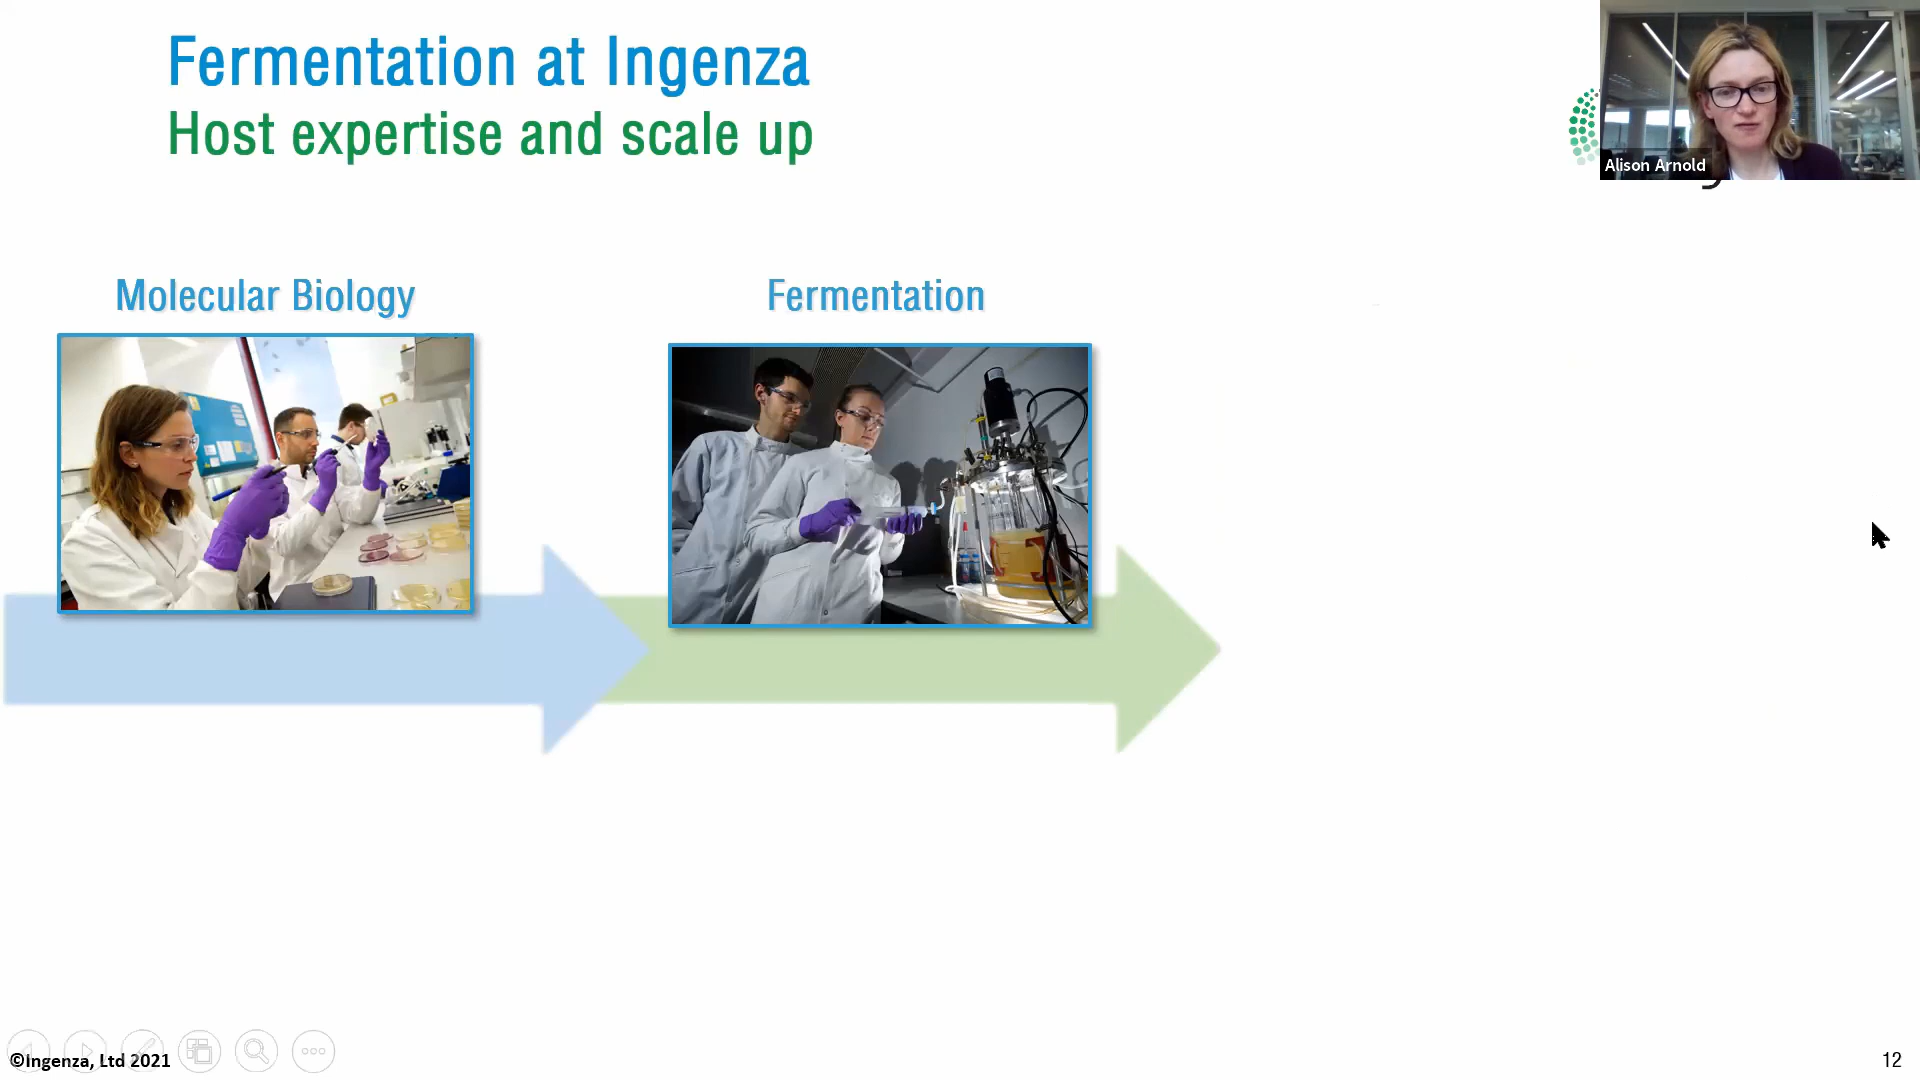 Fermentation at Ingenza
Host expertise and scale up
Alison Arnold
Molecular Biology
Fermentation
©Ingenza, Ltd 2021
12